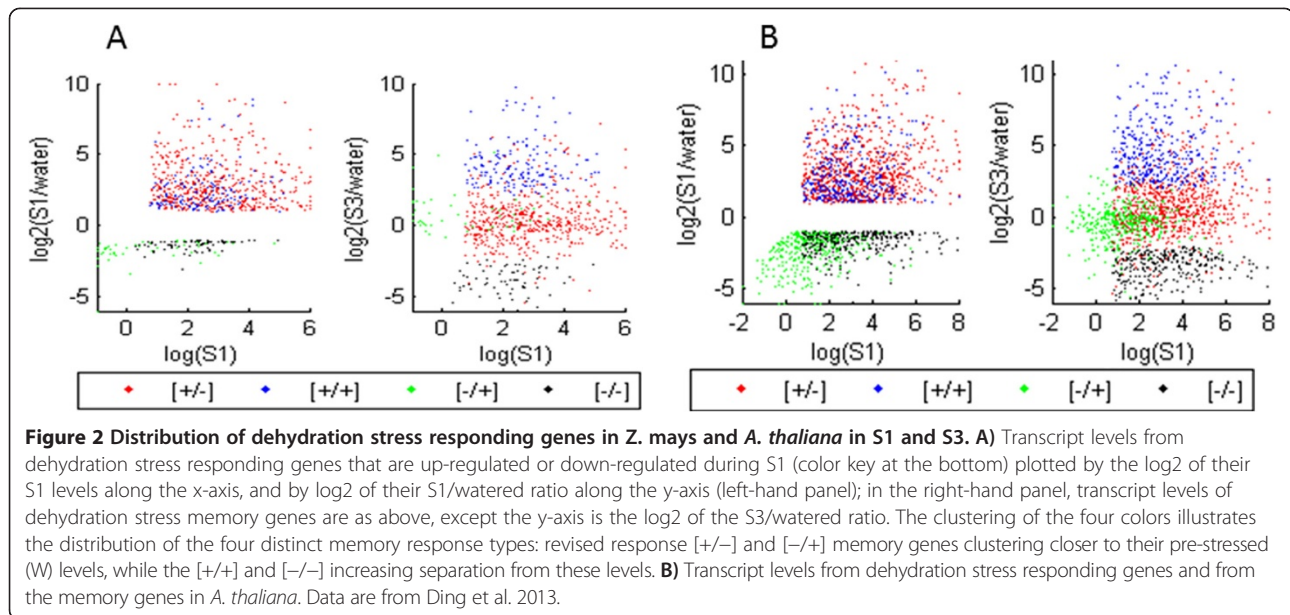 A
B
10
5
0
-5
log2(S1/water)
0 2 4 6
log(S1)
10
5
0
-5
log2(S3/water)
0 2 4 6
log(S1)
10
5
0
-5
log2(S1/water)
-2 0 2 4 6 8
log(S1)
10
5
0
-5
log2(S3/water)
-2 0 2 4 6 8
log(S1)
[+/-] [+/+] [-/+] [-/-]
[+/-] [+/+] [-/+] [-/-]
Figure 2 Distribution of dehydration stress responding genes in Z. mays and A. thaliana in S1 and S3. A) Transcript levels from
dehydration stress responding genes that are up-regulated or down-regulated during S1 (color key at the bottom) plotted by the log2 of their
S1 levels along the x-axis, and by log2 of their S1/watered ratio along the y-axis (left-hand panel); in the right-hand panel, transcript levels of
dehydration stress memory genes are as above, except the y-axis is the log2 of the S3/watered ratio. The clustering of the four colors illustrates
the distribution of the four distinct memory response types: revised response [+/−] and [−/+] memory genes clustering closer to their pre-stressed
(W) levels, while the [+/+] and [−/−] increasing separation from these levels. B) Transcript levels from dehydration stress responding genes and from
the memory genes in A. thaliana. Data are from Ding et al. 2013.